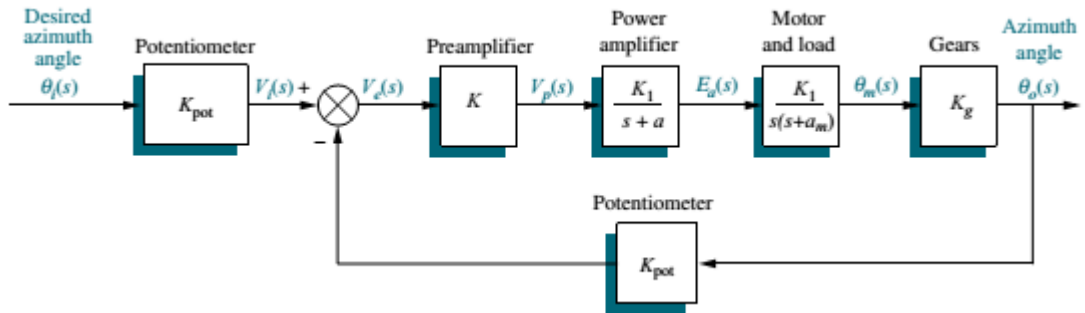 Desired
azimuth
angle
θi(s)
Potentiometer
Kpot
Vi(s) +
−
Ve(s)
Preamplifier
K
Vp(s)
Power
amplifier
K1
s + a
Ea(s)
Motor
and load
K1
s(s+am)
θm(s)
Gears
Kg
Azimuth
angle
θo(s)
Potentiometer
Kpot